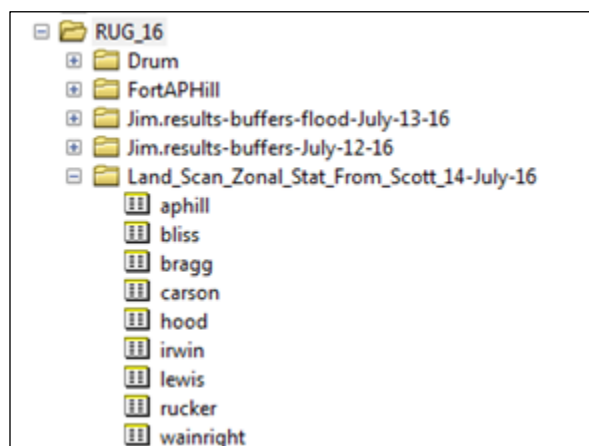 RUG_16
Drum
FortAPHill
Jim.results-buffers-flood-July-13-16
Jim.results-buffers-July-12-16
Land_Scan_Zonal_Stat_From_Scott_14-July-16
aphill
bliss
bragg
carson
hood
irwin
lewis
rucker
wainright